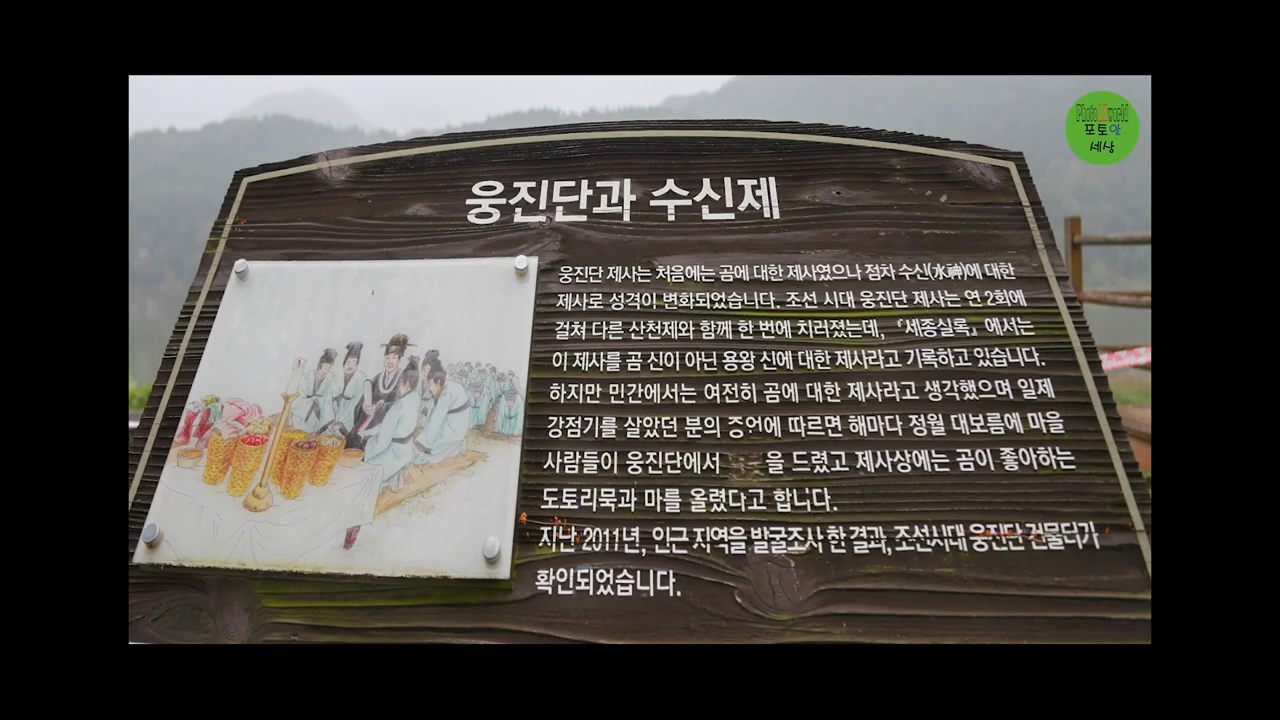 Photo world
포토안
세상
웅진단과 수신제
웅진단 제사는 처음에는 곰에 대한 제사였으나 점차 수신(水神)에 대한
제사로 성격이 변화되었습니다. 조선 시대 웅진단 제사는 연 2회에
걸쳐 다른 산천제와 함께 한 번에 치러졌는데, 『세종실록』에서는
이 제사를 곰 신이 아닌 용왕 신에 대한 제사라고 기록하고 있습니다.
하지만 민간에서는 여전히 곰에 대한 제사라고 생각했으며 일제
강점기를 살았던 분의 증언에 따르면 해마다 정월 대보름에 마을
사람들이 웅진단에서 을 드렸고 제사상에는 곰이 좋아하는
도토리묵과 마를 올렸다고 합니다.
지난 2011년, 인근 지역을 발굴조사 한 결과, 조선시대 웅진단 건물터가
확인되었습니다.